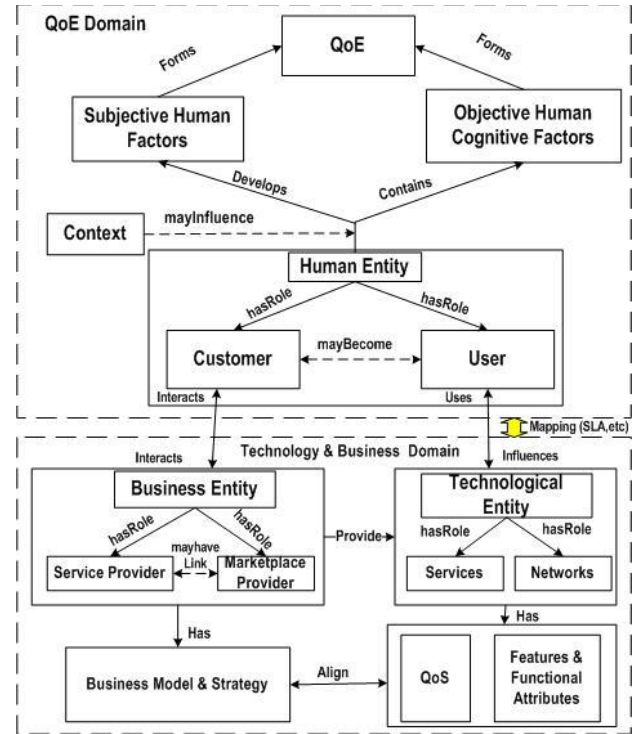 QoE Domain
QoE
Forms
Forms
Subjective Human
Factors
Objective Human
Cognitive Factors
Develops
Contains
mayInfluence
Context
Human Entity
hasRole
hasRole
Customer
mayBecome
User
Interacts
Uses
Mapping (SLA,etc)
Interacts
Technology & Business Domain
Influences
Business Entity
Technological
Entity
hasRole
hasRole
Provide
hasRole
hasRole
Service Provider
mayhave
Link
Marketplace
Provider
Services
Networks
Has
Has
Business Model & Strategy
Align
QoS
Features &
Functional
Attributes